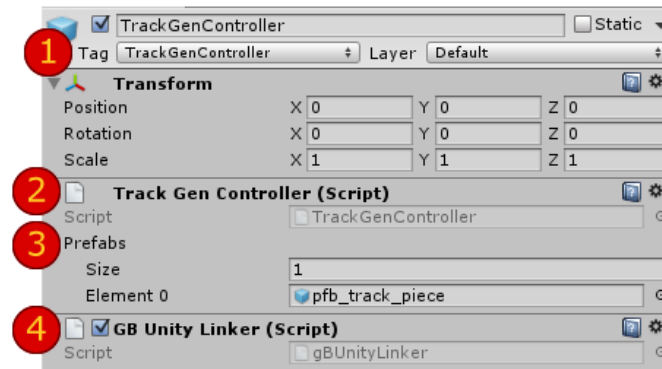 TrackGenController Static
1 Tag TrackGenController Layer Default
Transform
Position X 0 Y 0 Z 0
Rotation X 0 Y 0 Z 0
Scale X 1 Y 1 Z 1
2 Track Gen Controller (Script)
Script TrackGenController
3 Prefabs
Size 1
Element 0 pfb_track_piece
4 GB Unity Linker (Script)
Script gBUnityLinker